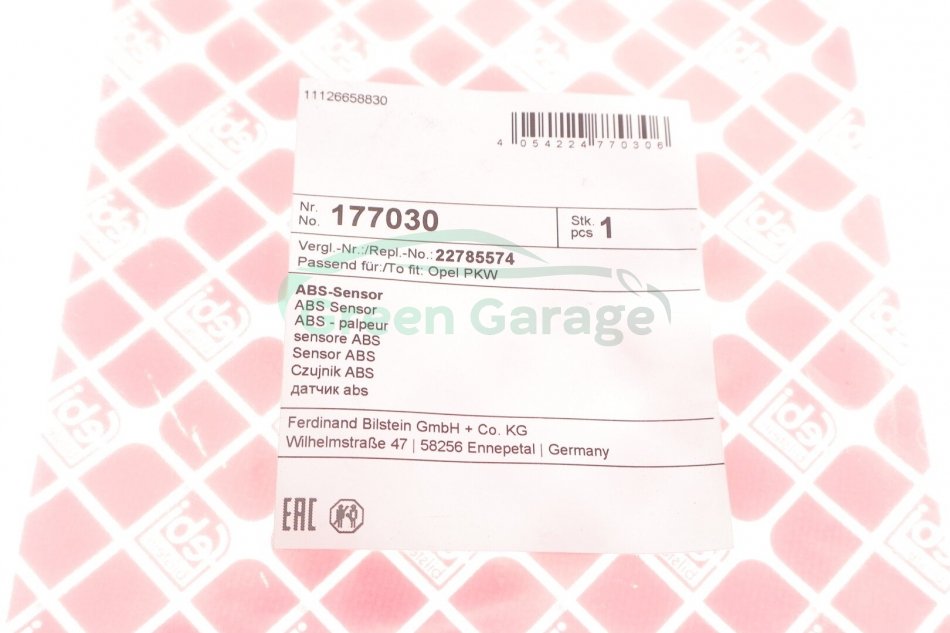 11126658830
4 054224 770306
Nr. No. 177030
Stk. pcs 1
Vergl.-Nr.:/Repl.-No.: 22785574
Passend für:/To fit: Opel PKW
ABS-Sensor
ABS Sensor
ABS - palpeur
sensore ABS
Sensor ABS
Czujnik ABS
датчик abs
Green Garage
Ferdinand Bilstein GmbH + Co. KG
Wilhelmstraße 47 | 58256 Ennepetal | Germany
EAC
febi
bilstein